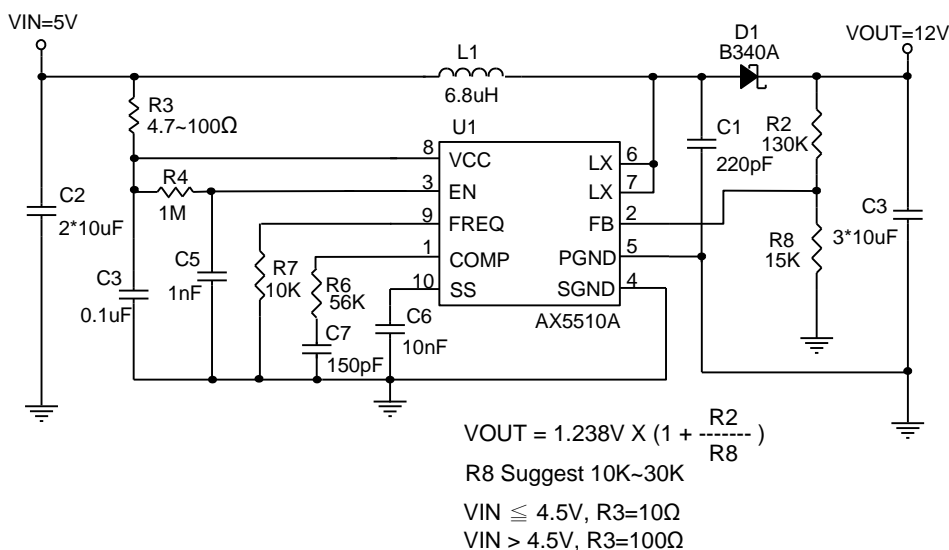 VIN=5V
VOUT=12V
D1
B340A
L1
6.8uH
R3
4.7~100Ω
U1
C1
220pF
R2
130K
8
VCC
LX
6
R4
1M
3
EN
LX
7
C2
2*10uF
9
FREQ
FB
2
C3
3*10uF
C5
1nF
R7
10K
1
COMP
PGND
5
R8
15K
C3
0.1uF
R6
56K
10
SS
SGND
4
C6
10nF
AX5510A
C7
150pF
VOUT = 1.238V X (1 + R2
------- )
R8
R8 Suggest 10K~30K
VIN ≦ 4.5V, R3=10Ω
VIN > 4.5V, R3=100Ω